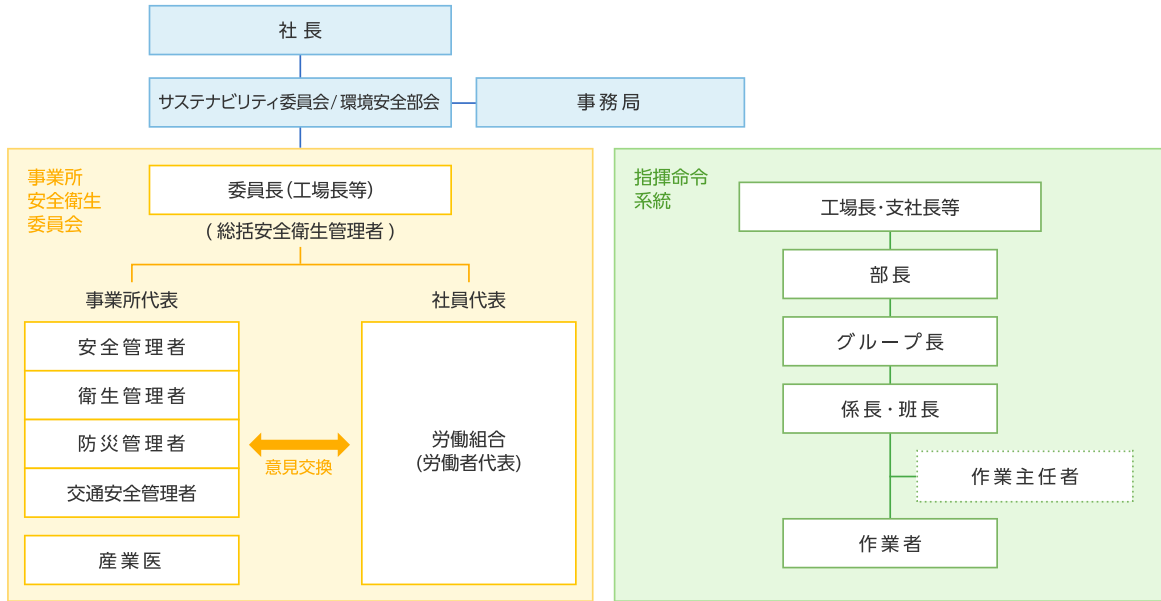 社長
サステナビリティ委員会/環境安全部会
事務局
事業所
安全衛生
委員会
委員長(工場長等)
(総括安全衛生管理者)
事業所代表
社員代表
安全管理者
衛生管理者
防災管理者
交通安全管理者
産業医
意見交換
労働組合
(労働者代表)
指揮命令
系統
工場長・支社長等
部長
グループ長
係長・班長
作業主任者
作業者